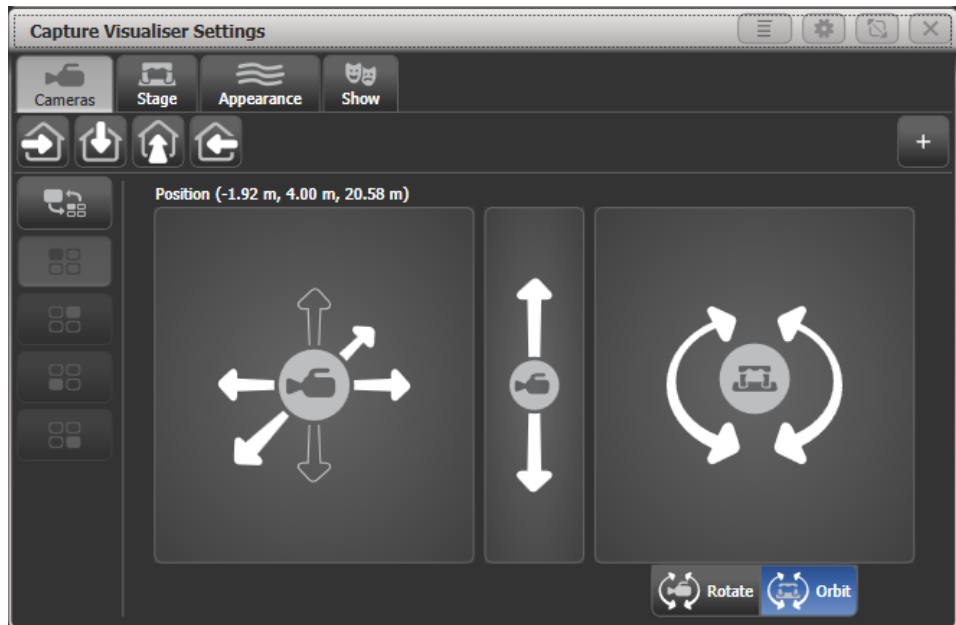 Capture Visualiser Settings
Cameras Stage Appearance Show
+
Position (-1.92 m, 4.00 m, 20.58 m)
Rotate Orbit